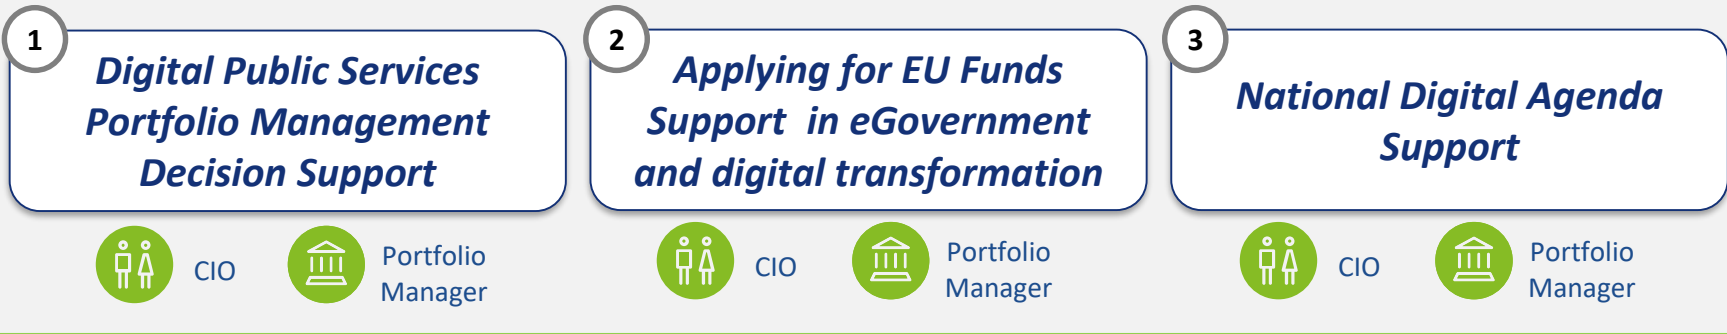 1
Digital Public Services
Portfolio Management
Decision Support
CIO
Portfolio
Manager
2
Applying for EU Funds
Support in eGovernment
and digital transformation
CIO
Portfolio
Manager
3
National Digital Agenda
Support
CIO
Portfolio
Manager